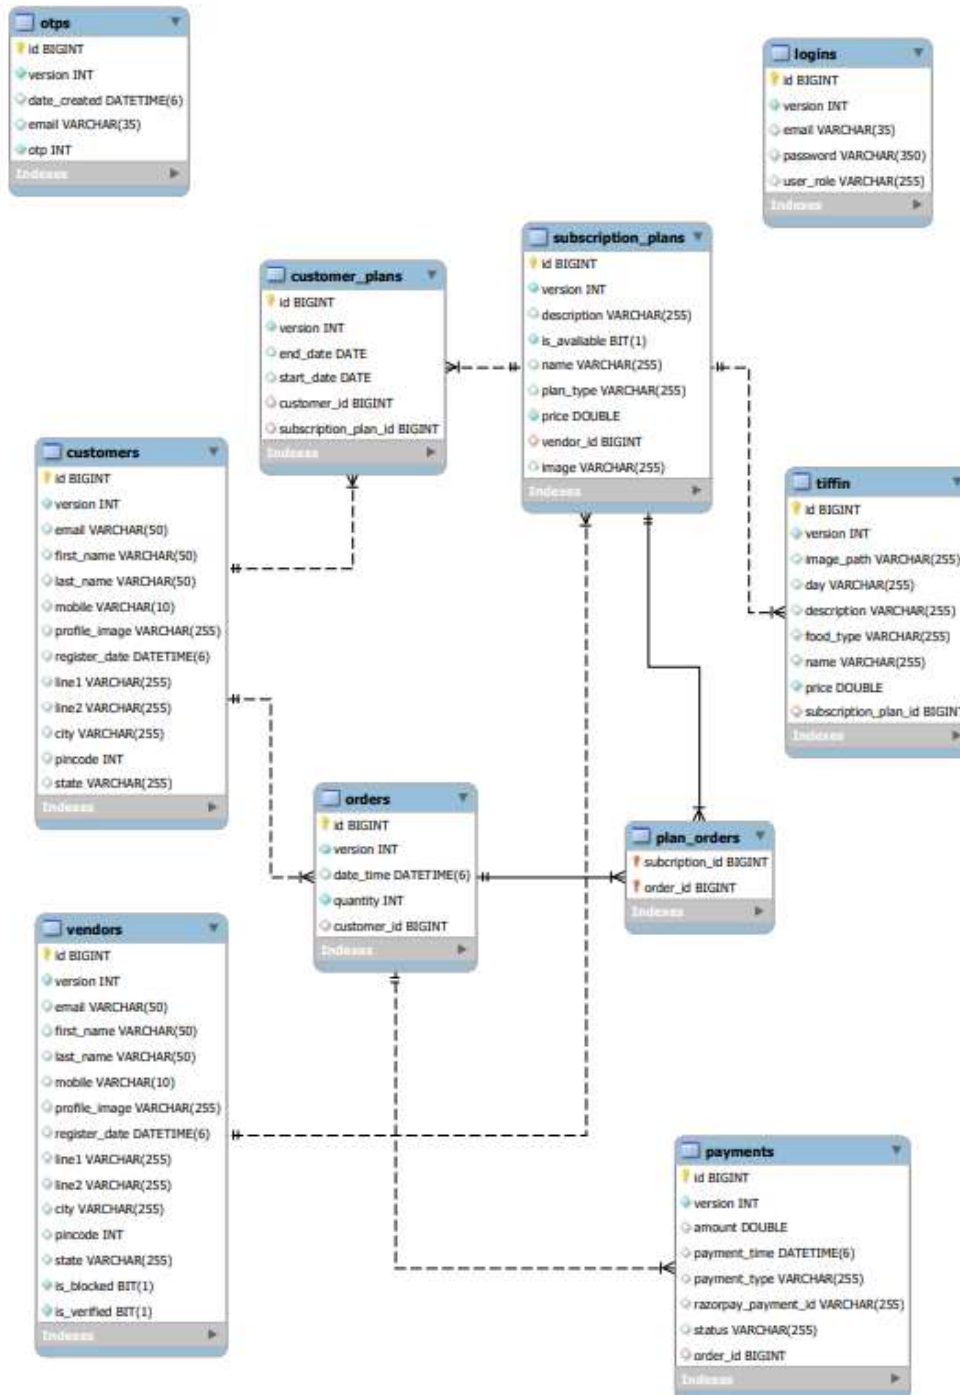 otps
id BIGINT
version INT
date_created DATETIME(6)
email VARCHAR(35)
otp INT
Indexes
logins
id BIGINT
version INT
email VARCHAR(35)
password VARCHAR(350)
user_role VARCHAR(255)
Indexes
subscription_plans
id BIGINT
version INT
description VARCHAR(255)
is_available BIT(1)
name VARCHAR(255)
plan_type VARCHAR(255)
price DOUBLE
vendor_id BIGINT
image VARCHAR(255)
Indexes
customer_plans
id BIGINT
version INT
end_date DATE
start_date DATE
customer_id BIGINT
subscription_plan_id BIGINT
Indexes
customers
id BIGINT
version INT
email VARCHAR(50)
first_name VARCHAR(50)
last_name VARCHAR(50)
mobile VARCHAR(10)
profile_image VARCHAR(255)
register_date DATETIME(6)
line1 VARCHAR(255)
line2 VARCHAR(255)
city VARCHAR(255)
pincode INT
state VARCHAR(255)
Indexes
tiffin
id BIGINT
version INT
image_path VARCHAR(255)
day VARCHAR(255)
description VARCHAR(255)
food_type VARCHAR(255)
name VARCHAR(255)
price DOUBLE
subscription_plan_id BIGINT
Indexes
orders
id BIGINT
version INT
date_time DATETIME(6)
quantity INT
customer_id BIGINT
Indexes
plan_orders
subcription_id BIGINT
order_id BIGINT
Indexes
vendors
id BIGINT
version INT
email VARCHAR(50)
first_name VARCHAR(50)
last_name VARCHAR(50)
mobile VARCHAR(10)
profile_image VARCHAR(255)
register_date DATETIME(6)
line1 VARCHAR(255)
line2 VARCHAR(255)
city VARCHAR(255)
pincode INT
state VARCHAR(255)
is_blocked BIT(1)
is_verified BIT(1)
Indexes
payments
id BIGINT
version INT
amount DOUBLE
payment_time DATETIME(6)
payment_type VARCHAR(255)
razorpay_payment_id VARCHAR(255)
status VARCHAR(255)
order_id BIGINT
Indexes